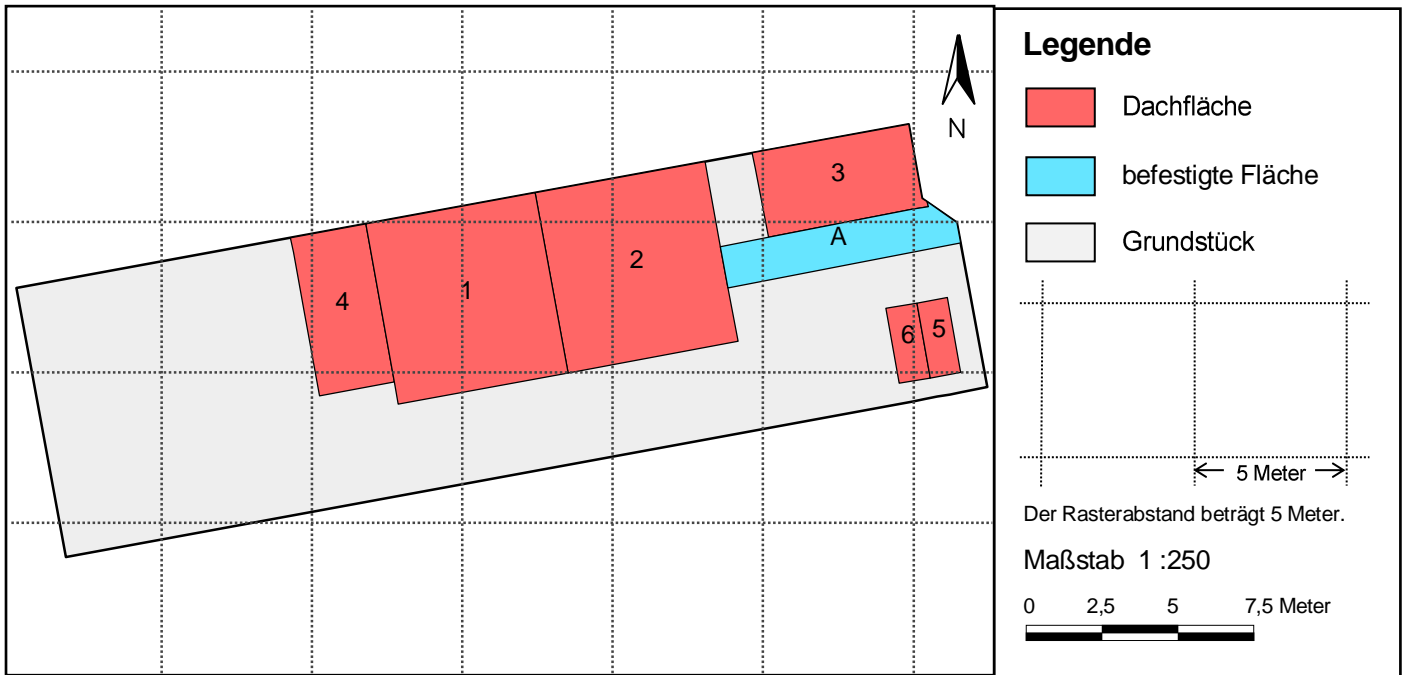 N
3
A
2
4
1
6
5
Legende
Dachfläche
befestigte Fläche
Grundstück
5 Meter
Der Rasterabstand beträgt 5 Meter.
Maßstab 1 :250
0 2,5 5 7,5 Meter